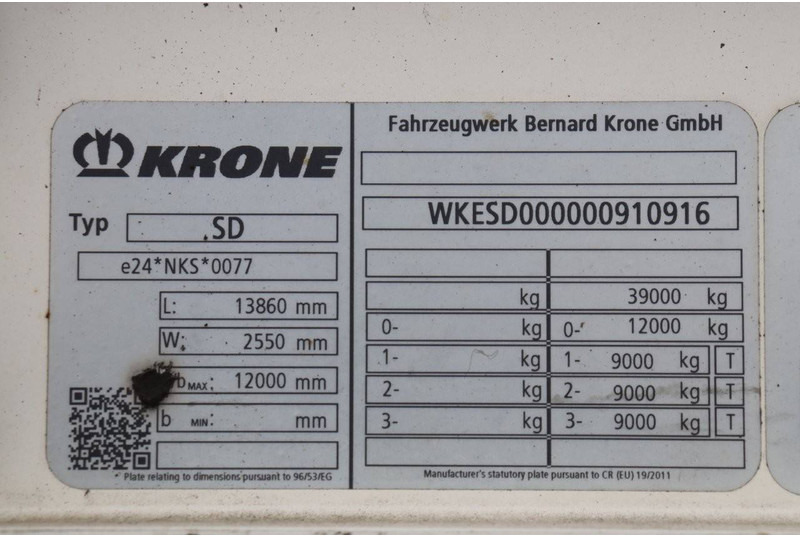 KRONE
Typ .SD
e24*NKS*0077
L: 13860 mm
W: 2550 mm
b MAX: 12000 mm
b MIN: mm
Plate relating to dimensions pursuant to 96/53/EG
Fahrzeugwerk Bernard Krone GmbH
WKESD000000910916
kg 39000 kg
0- kg 0- 12000 kg
1- kg 1- 9000 kg T
2- kg 2- 9000 kg T
3- kg 3- 9000 kg T
Manufacturer's statutory plate pursuant to CR (EU) 19/2011